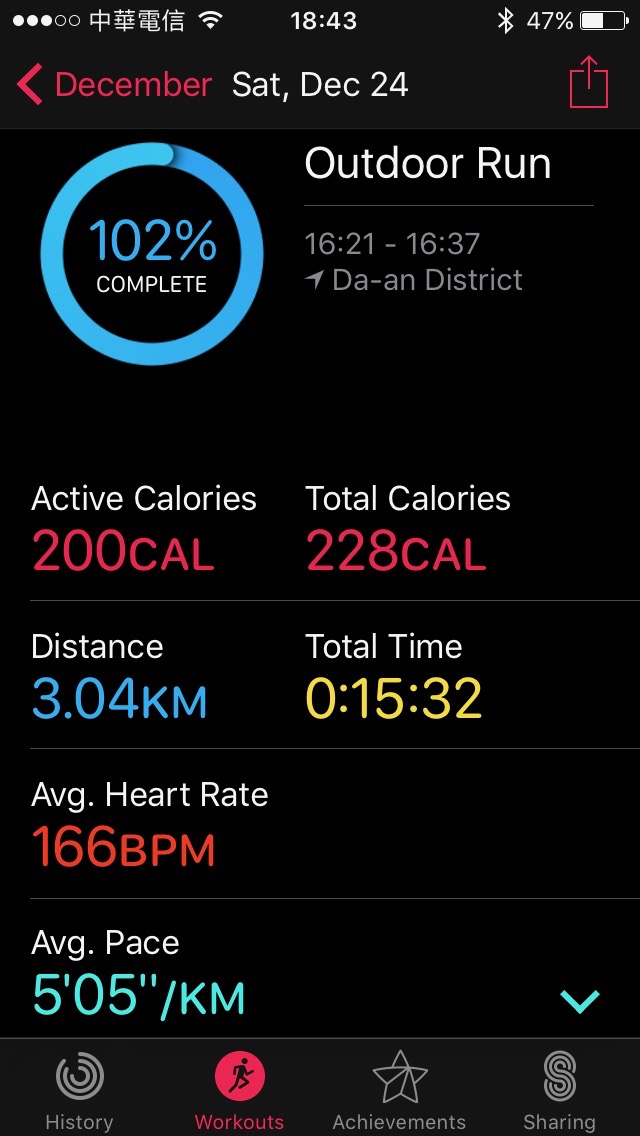 中華電信 18:43 47%
December Sat, Dec 24
102%
COMPLETE
Outdoor Run
16:21 - 16:37
Da-an District
Active Calories Total Calories
200CAL 228CAL
Distance Total Time
3.04KM 0:15:32
Avg. Heart Rate
166BPM
Avg. Pace
5'05"/KM
History Workouts Achievements Sharing